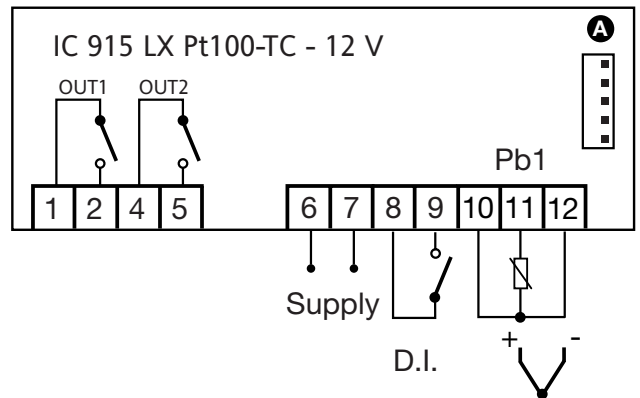 IC 915 LX Pt100-TC - 12 V
A
OUT1 OUT2
Pb1
1 2 4 5 6 7 8 9 10 11 12
Supply
D.I.
+ -